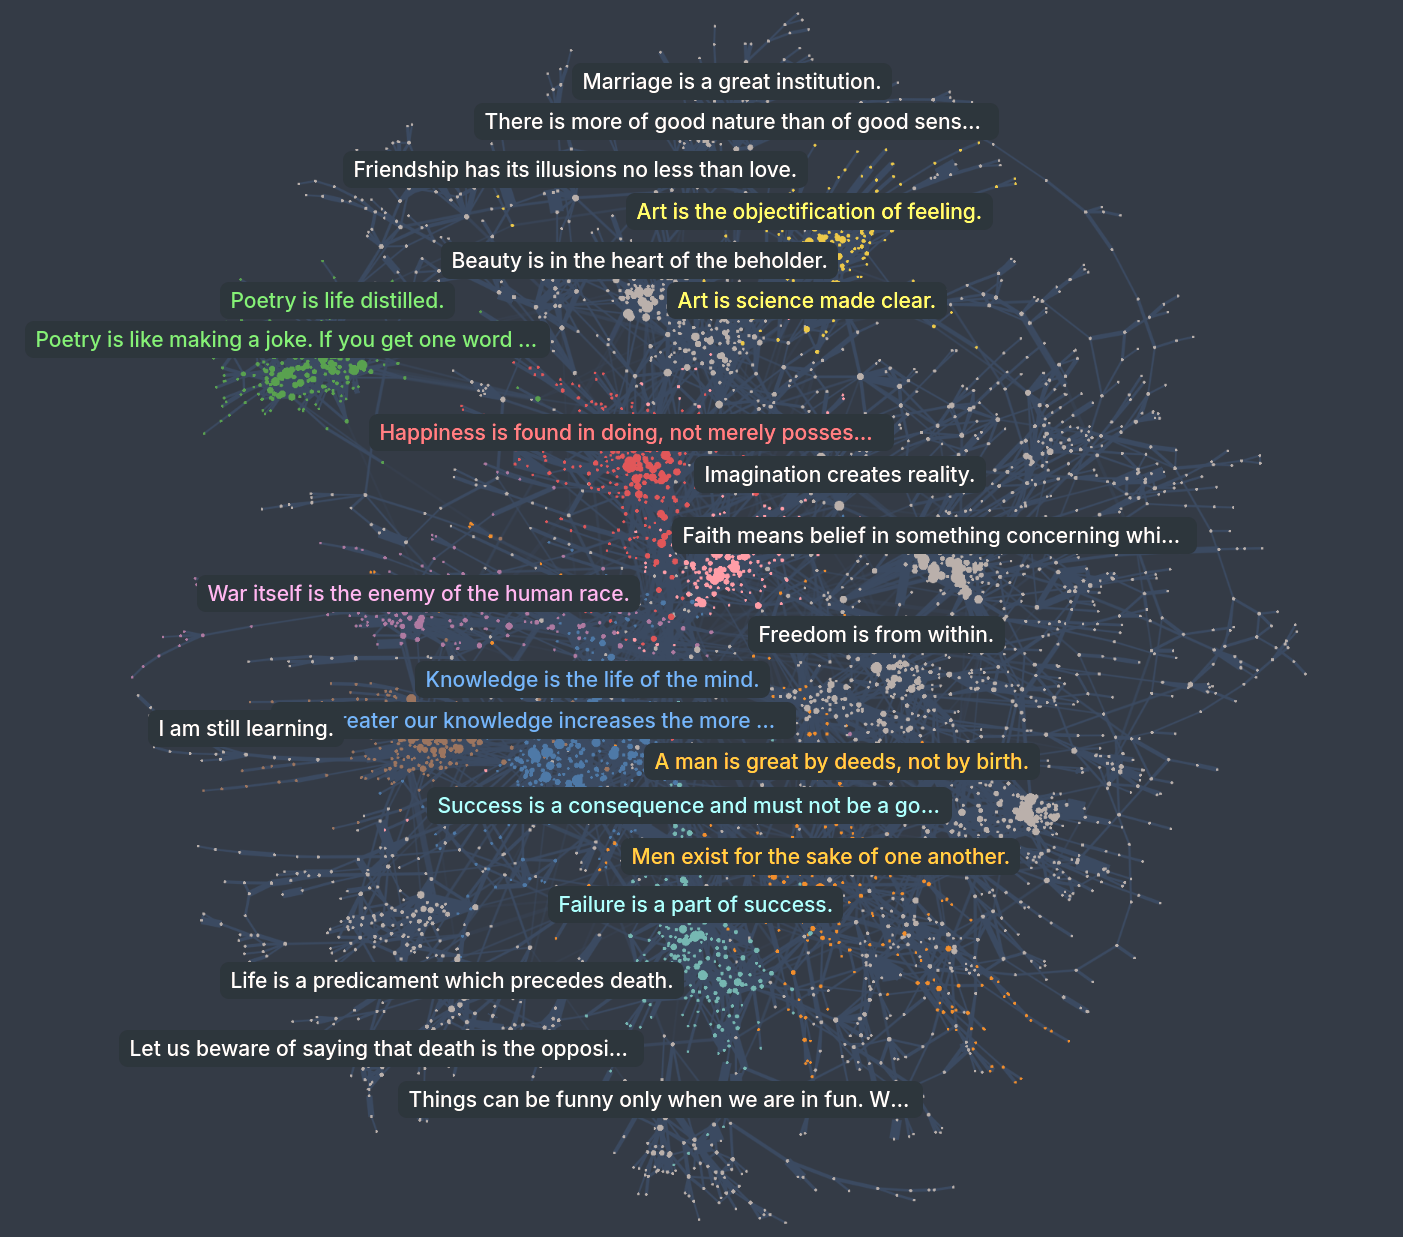 Marriage is a great institution.
There is more of good nature than of good sens...
Friendship has its illusions no less than love.
Art is the objectification of feeling.
Beauty is in the heart of the beholder.
Poetry is life distilled.
Art is science made clear.
Poetry is like making a joke. If you get one word ...
Happiness is found in doing, not merely posses...
Imagination creates reality.
Faith means belief in something concerning whi...
War itself is the enemy of the human race.
Freedom is from within.
Knowledge is the life of the mind.
I am still learning.
our knowledge increases the more ...
A man is great by deeds, not by birth.
Success is a consequence and must not be a go...
Men exist for the sake of one another.
Failure is a part of success.
Life is a predicament which precedes death.
Let us beware of saying that death is the opposi...
Things can be funny only when we are in fun. W...